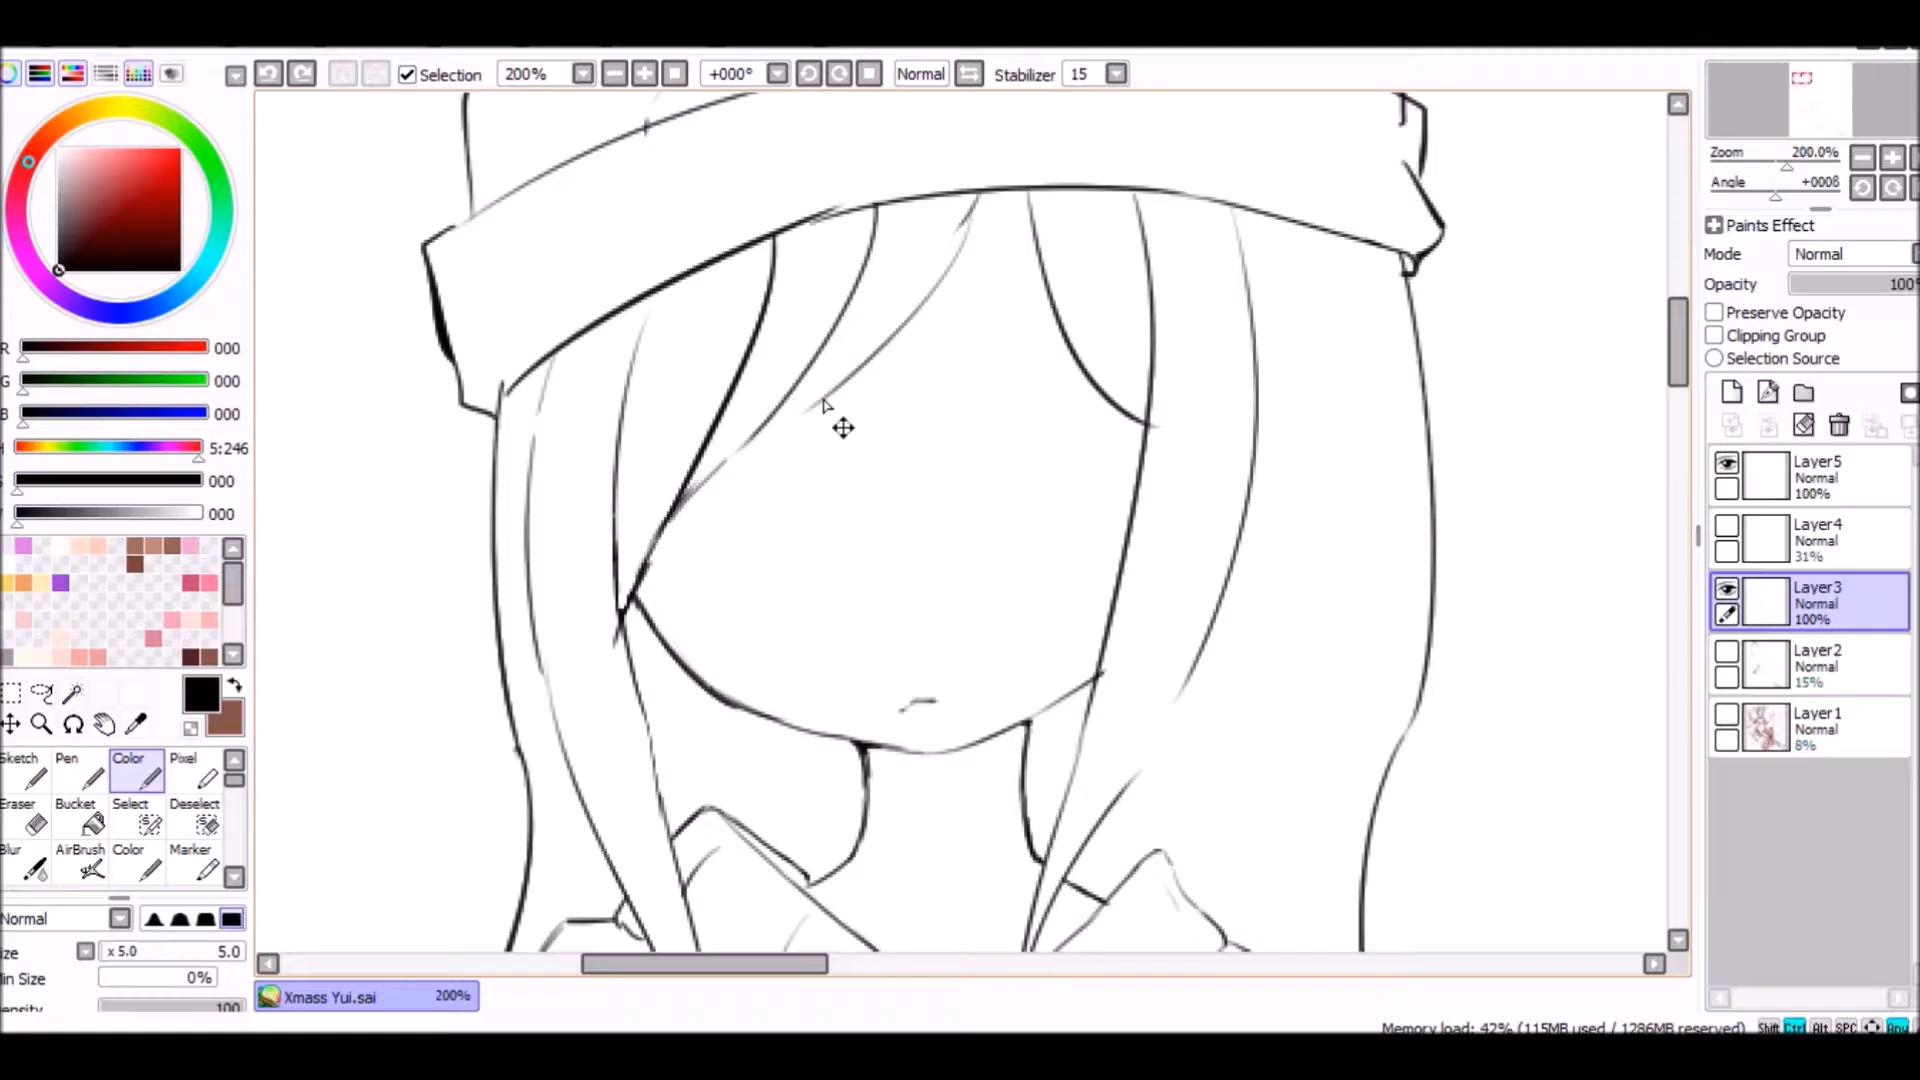 Selection 200% +000° Normal Stabilizer 15
Zoom 200.0%
Angle
Paints Effect
Mode Normal
Opacity 100%
Preserve Opacity
Clipping Group
Selection Source
R 000
G 000
B 000
H 5:246
000
000
Layer5
Normal
100%
Layer4
Normal
31%
Layer3
Normal
100%
Layer2
Normal
15%
Layer1
Normal
8%
Sketch Pen Color Pixel
Eraser Bucket Select Deselect
Blur AirBrush Color Marker
Normal
ize x 5.0 5.0
in Size 0%
ensity 100
Xmass Yui.sai 200%
Memory load: 42% (115MB used / 1286MB reserved) Shift Ctrl Alt SPC Any